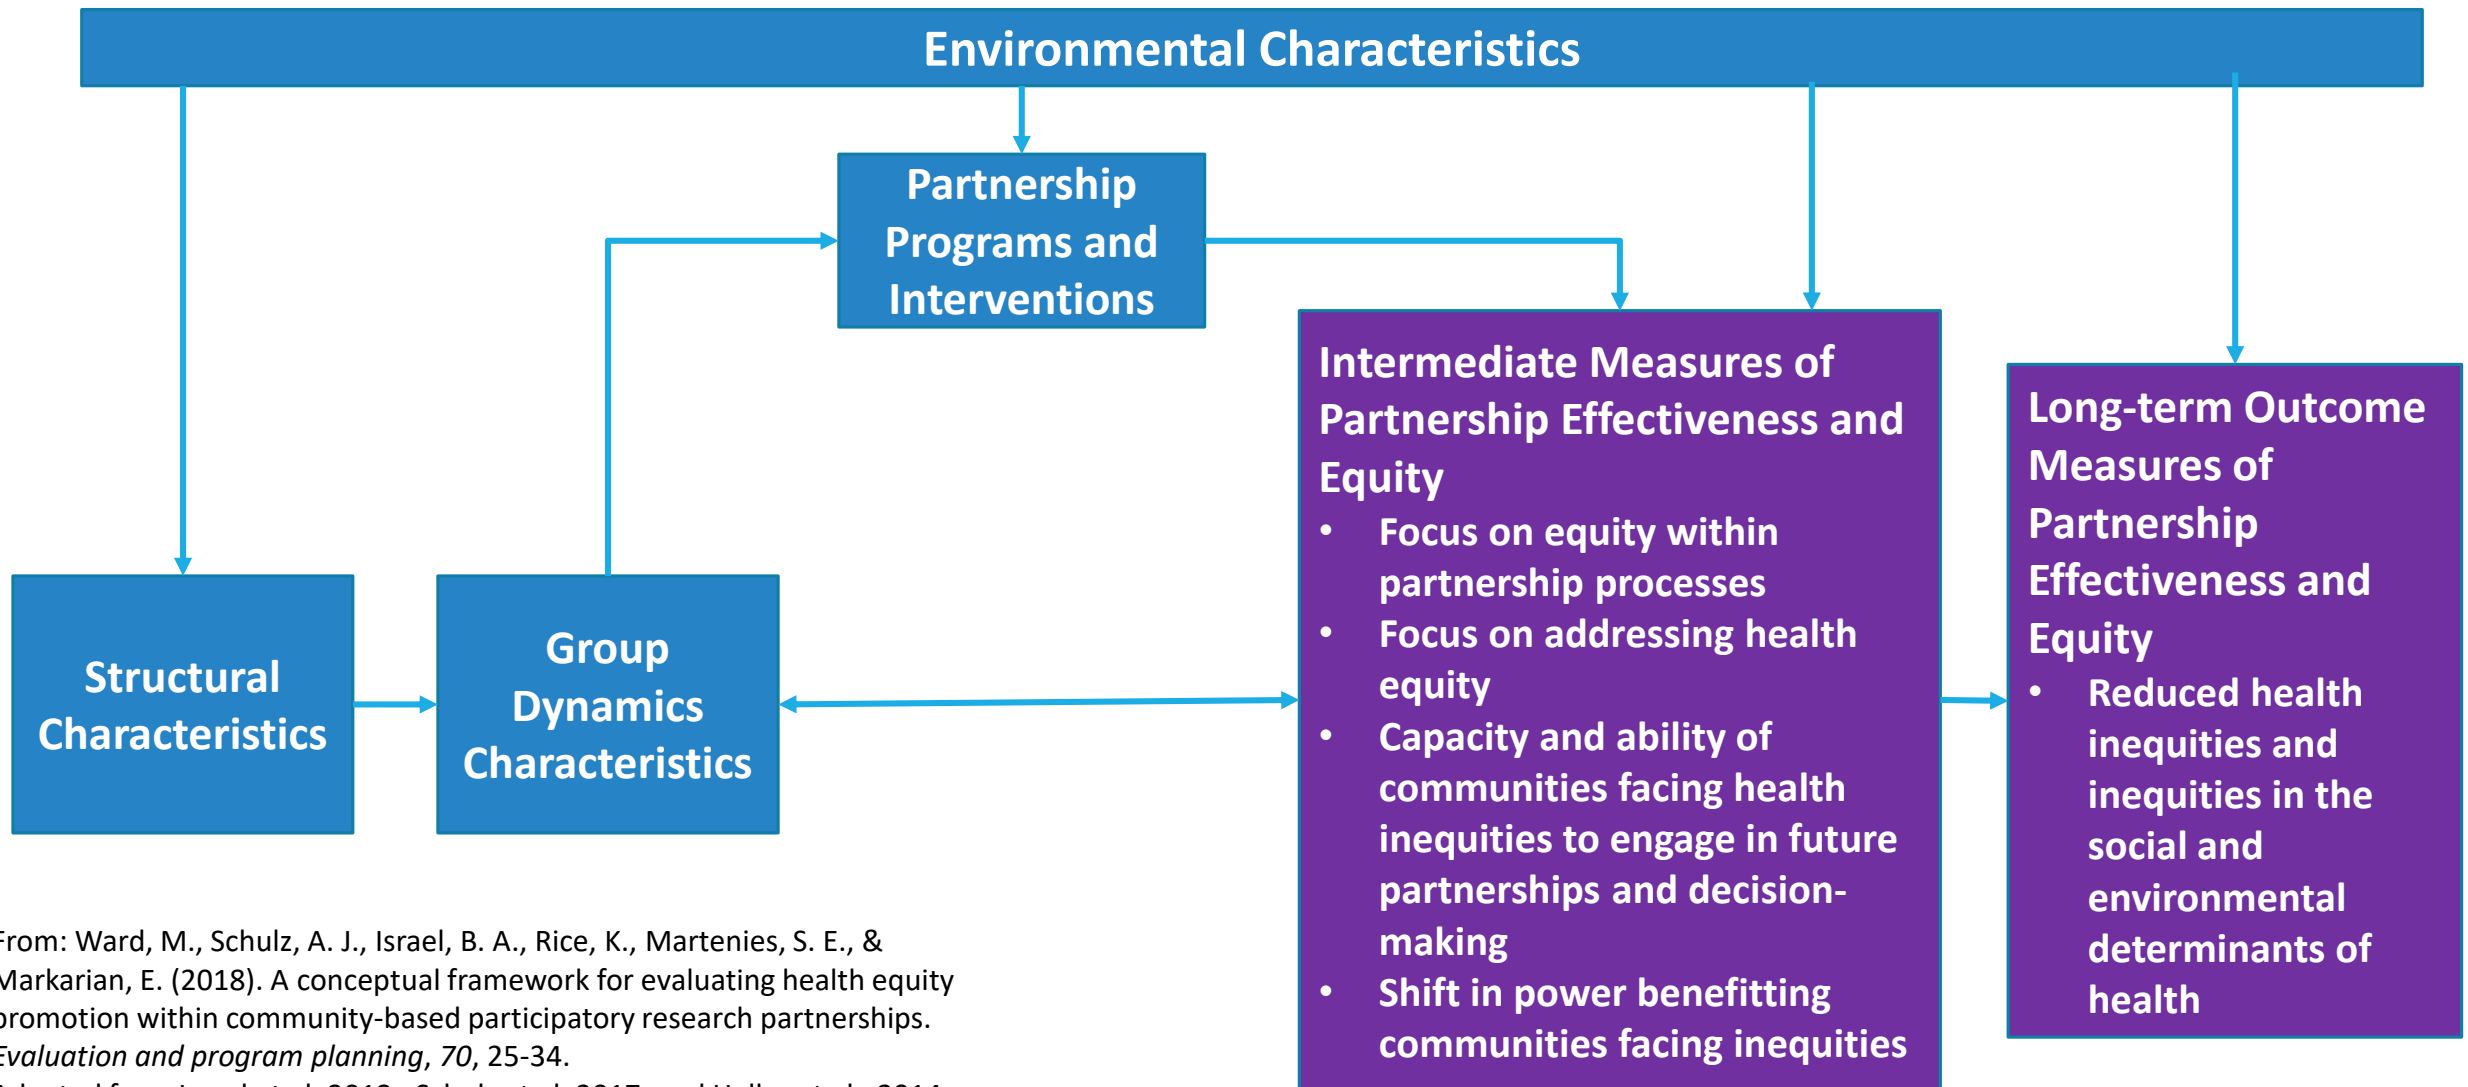 Environmental Characteristics
Partnership
Programs and
Interventions
Structural
Characteristics
Group
Dynamics
Characteristics
Intermediate Measures of
Partnership Effectiveness and
Equity
• Focus on equity within
partnership processes
• Focus on addressing health
equity
• Capacity and ability of
communities facing health
inequities to engage in future
partnerships and decision-
making
• Shift in power benefitting
communities facing inequities
Long-term Outcome
Measures of
Partnership
Effectiveness and
Equity
• Reduced health
inequities and
inequities in the
social and
environmental
determinants of
health
From: Ward, M., Schulz, A. J., Israel, B. A., Rice, K., Martenies, S. E., &
Markarian, E. (2018). A conceptual framework for evaluating health equity
promotion within community-based participatory research partnerships.
Evaluation and program planning, 70, 25-34.